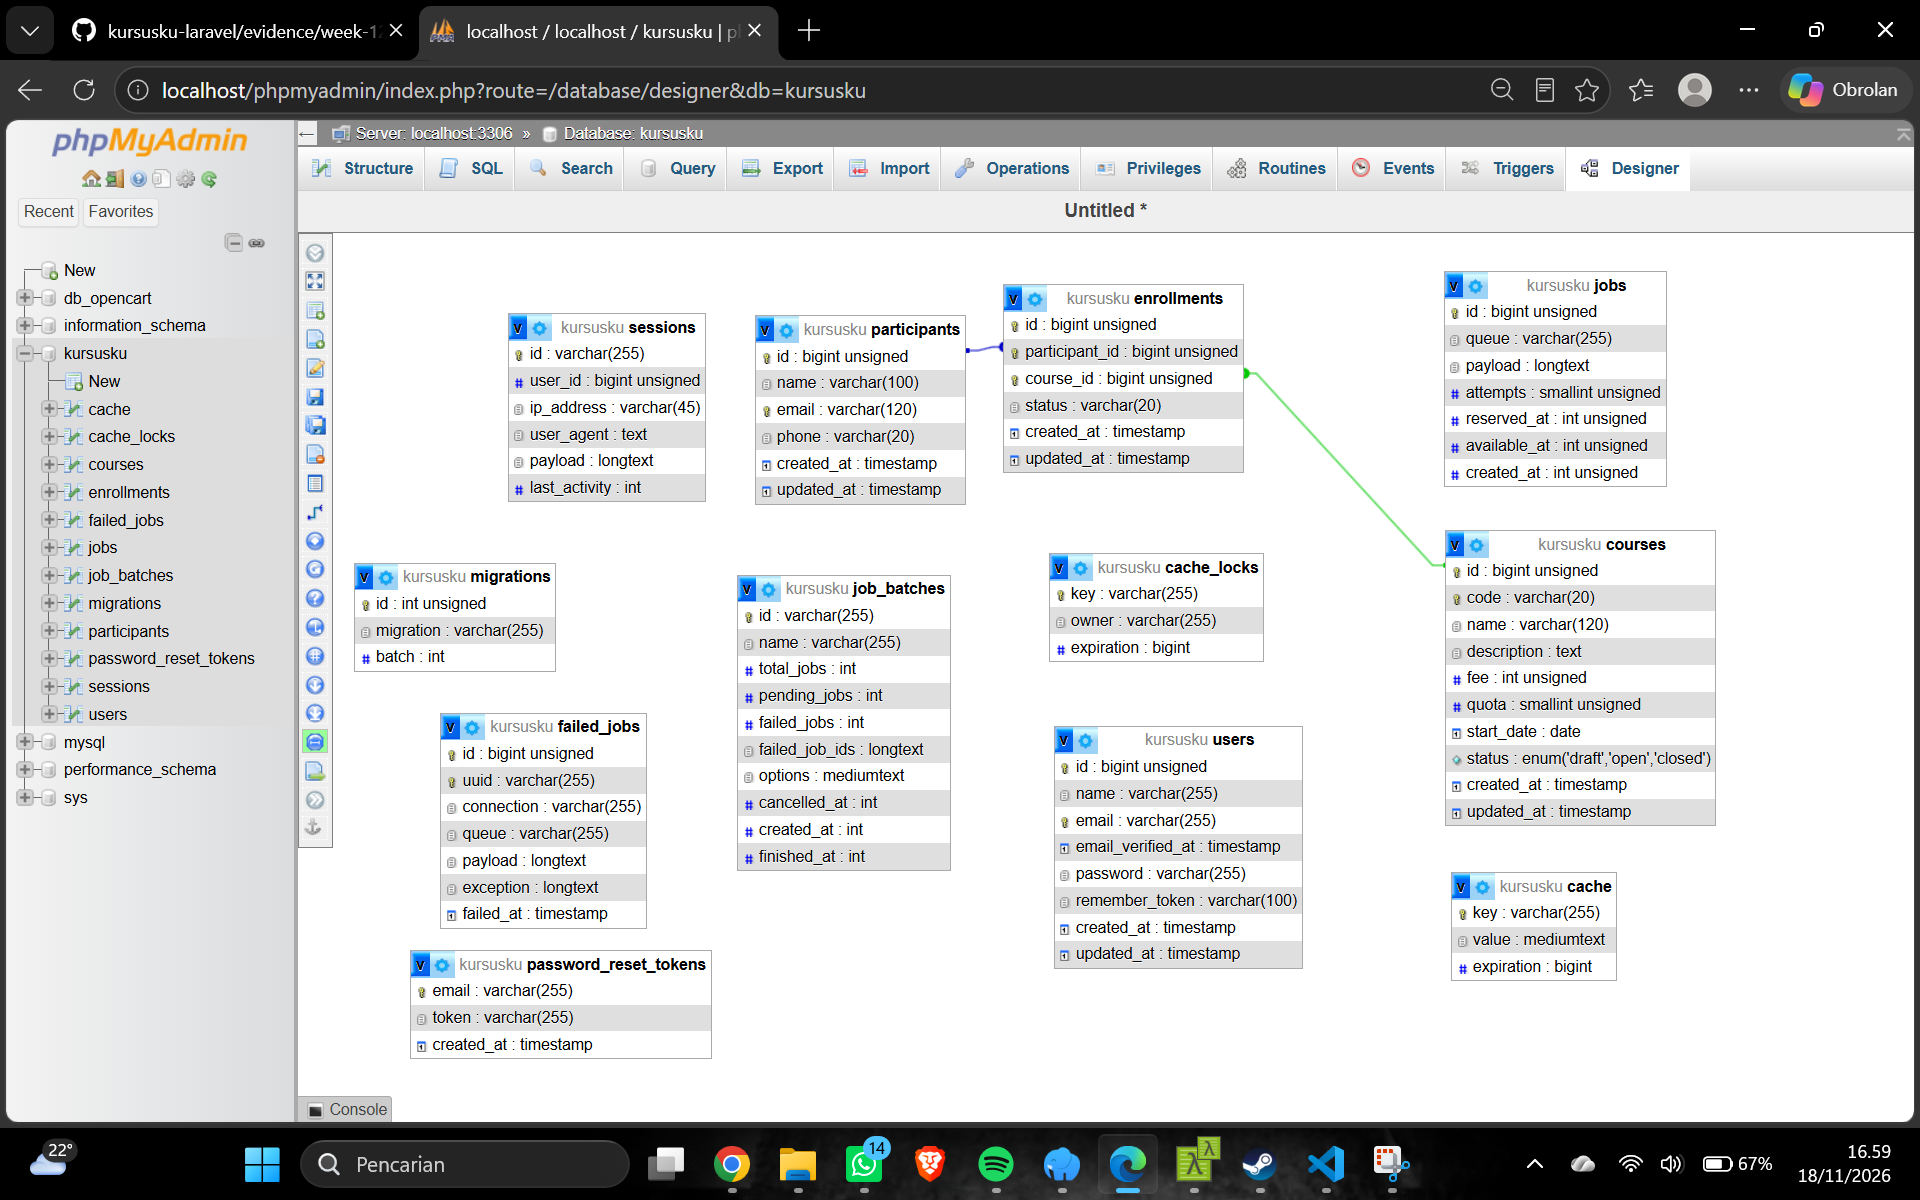 kursusku-laravel/evidence/week-12
localhost / localhost / kursusku | pl
localhost/phpmyadmin/index.php?route=/database/designer&db=kursusku
Obrolan
phpMyAdmin
Recent
Favorites
New
db_opencart
information_schema
kursusku
New
cache
cache_locks
courses
enrollments
failed_jobs
jobs
job_batches
migrations
participants
password_reset_tokens
sessions
users
mysql
performance_schema
sys
Server: localhost:3306 » Database: kursusku
Structure
SQL
Search
Query
Export
Import
Operations
Privileges
Routines
Events
Triggers
Designer
Untitled *
v kursusku sessions
id : varchar(255)
# user_id : bigint unsigned
ip_address : varchar(45)
user_agent : text
payload : longtext
# last_activity : int
v kursusku participants
id : bigint unsigned
name : varchar(100)
email : varchar(120)
phone : varchar(20)
created_at : timestamp
updated_at : timestamp
v kursusku enrollments
id : bigint unsigned
participant_id : bigint unsigned
course_id : bigint unsigned
status : varchar(20)
created_at : timestamp
updated_at : timestamp
v kursusku jobs
id : bigint unsigned
queue : varchar(255)
payload : longtext
# attempts : smallint unsigned
# reserved_at : int unsigned
# available_at : int unsigned
# created_at : int unsigned
v kursusku migrations
id : int unsigned
migration : varchar(255)
# batch : int
v kursusku job_batches
id : varchar(255)
name : varchar(255)
# total_jobs : int
# pending_jobs : int
# failed_jobs : int
failed_job_ids : longtext
options : mediumtext
# cancelled_at : int
# created_at : int
# finished_at : int
v kursusku cache_locks
key : varchar(255)
owner : varchar(255)
# expiration : bigint
v kursusku courses
id : bigint unsigned
code : varchar(20)
name : varchar(120)
description : text
# fee : int unsigned
# quota : smallint unsigned
start_date : date
status : enum('draft','open','closed')
created_at : timestamp
updated_at : timestamp
v kursusku failed_jobs
id : bigint unsigned
uuid : varchar(255)
connection : varchar(255)
queue : varchar(255)
payload : longtext
exception : longtext
failed_at : timestamp
v kursusku users
id : bigint unsigned
name : varchar(255)
email : varchar(255)
email_verified_at : timestamp
password : varchar(255)
remember_token : varchar(100)
created_at : timestamp
updated_at : timestamp
v kursusku cache
key : varchar(255)
value : mediumtext
# expiration : bigint
v kursusku password_reset_tokens
email : varchar(255)
token : varchar(255)
created_at : timestamp
Console
22°
Pencarian
14
67%
16.59
18/11/2026